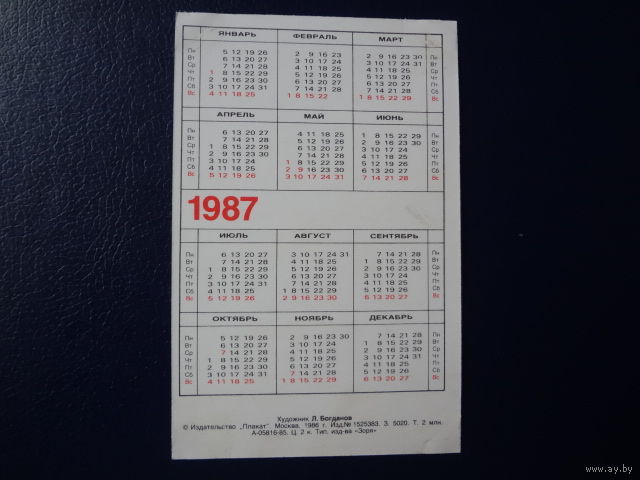 ЯНВАРЬ ФЕВРАЛЬ МАРТ
Пн 5 12 19 26 2 9 16 23 2 9 16 23 30 Пн
Вт 6 13 20 27 3 10 17 24 3 10 17 24 31 Вт
Ср 7 14 21 28 4 11 18 25 4 11 18 25 Ср
Чт 1 8 15 22 29 5 12 19 26 5 12 19 26 Чт
Пт 2 9 16 23 30 6 13 20 27 6 13 20 27 Пт
Сб 3 10 17 24 31 7 14 21 28 7 14 21 28 Сб
Вс 4 11 18 25 1 8 15 22 1 8 15 22 29 Вс
АПРЕЛЬ МАЙ ИЮНЬ
Пн 6 13 20 27 4 11 18 25 1 8 15 22 29 Пн
Вт 7 14 21 28 5 12 19 26 2 9 16 23 30 Вт
Ср 1 8 15 22 29 6 13 20 27 3 10 17 24 Ср
Чт 2 9 16 23 30 7 14 21 28 4 11 18 25 Чт
Пт 3 10 17 24 1 8 15 22 29 5 12 19 26 Пт
Сб 4 11 18 25 2 9 16 23 30 6 13 20 27 Сб
Вс 5 12 19 26 3 10 17 24 31 7 14 21 28 Вс
1987
ИЮЛЬ АВГУСТ СЕНТЯБРЬ
Пн 6 13 20 27 3 10 17 24 31 7 14 21 28 Пн
Вт 7 14 21 28 4 11 18 25 1 8 15 22 29 Вт
Ср 1 8 15 22 29 5 12 19 26 2 9 16 23 30 Ср
Чт 2 9 16 23 30 6 13 20 27 3 10 17 24 Чт
Пт 3 10 17 24 31 7 14 21 28 4 11 18 25 Пт
Сб 4 11 18 25 1 8 15 22 29 5 12 19 26 Сб
Вс 5 12 19 26 2 9 16 23 30 6 13 20 27 Вс
ОКТЯБРЬ НОЯБРЬ ДЕКАБРЬ
Пн 5 12 19 26 2 9 16 23 30 7 14 21 28 Пн
Вт 6 13 20 27 3 10 17 24 1 8 15 22 29 Вт
Ср 7 14 21 28 4 11 18 25 2 9 16 23 30 Ср
Чт 1 8 15 22 29 5 12 19 26 3 10 17 24 31 Чт
Пт 2 9 16 23 30 6 13 20 27 4 11 18 25 Пт
Сб 3 10 17 24 31 7 14 21 28 5 12 19 26 Сб
Вс 4 11 18 25 1 8 15 22 29 6 13 20 27 Вс
Художник Л. Богданов
© Издательство „Плакат". Москва. 1986 г. Изд.№ 1525383. З. 5020. Т. 2 млн.
А-05816-85. Ц. 2 к. Тип. изд-ва «Зоря»
www.ay.by